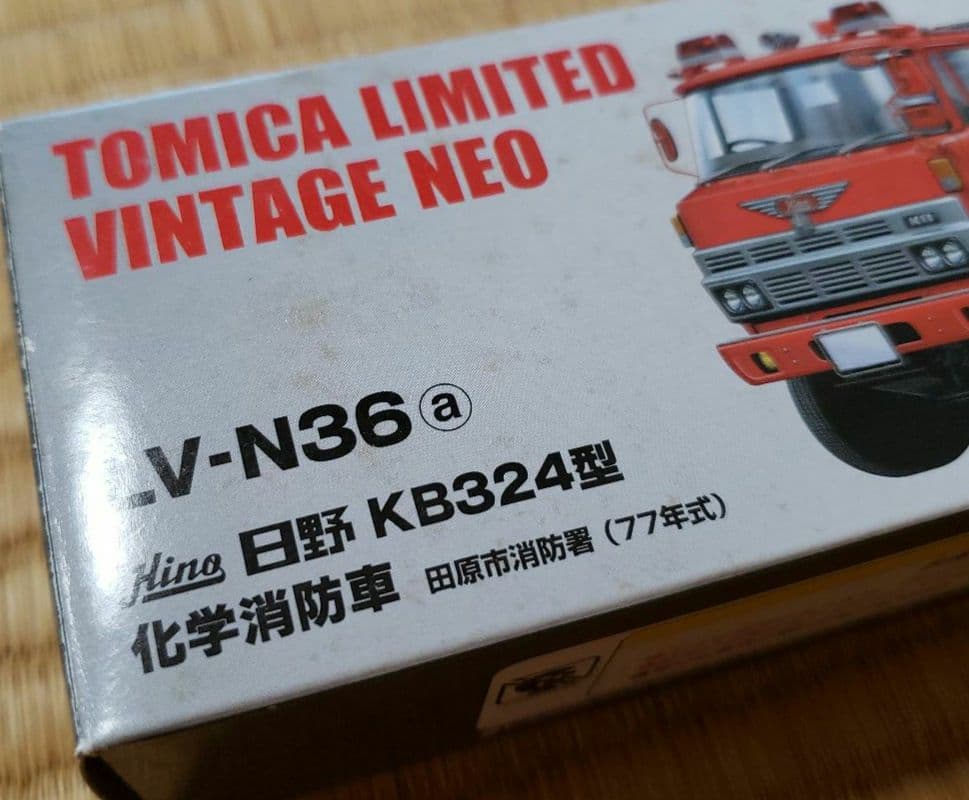 TOMICA LIMITED
VINTAGE NEO
LV-N36 ⓐ
Hino 日野 KB324型
化学消防車 田原市消防署（77年式）